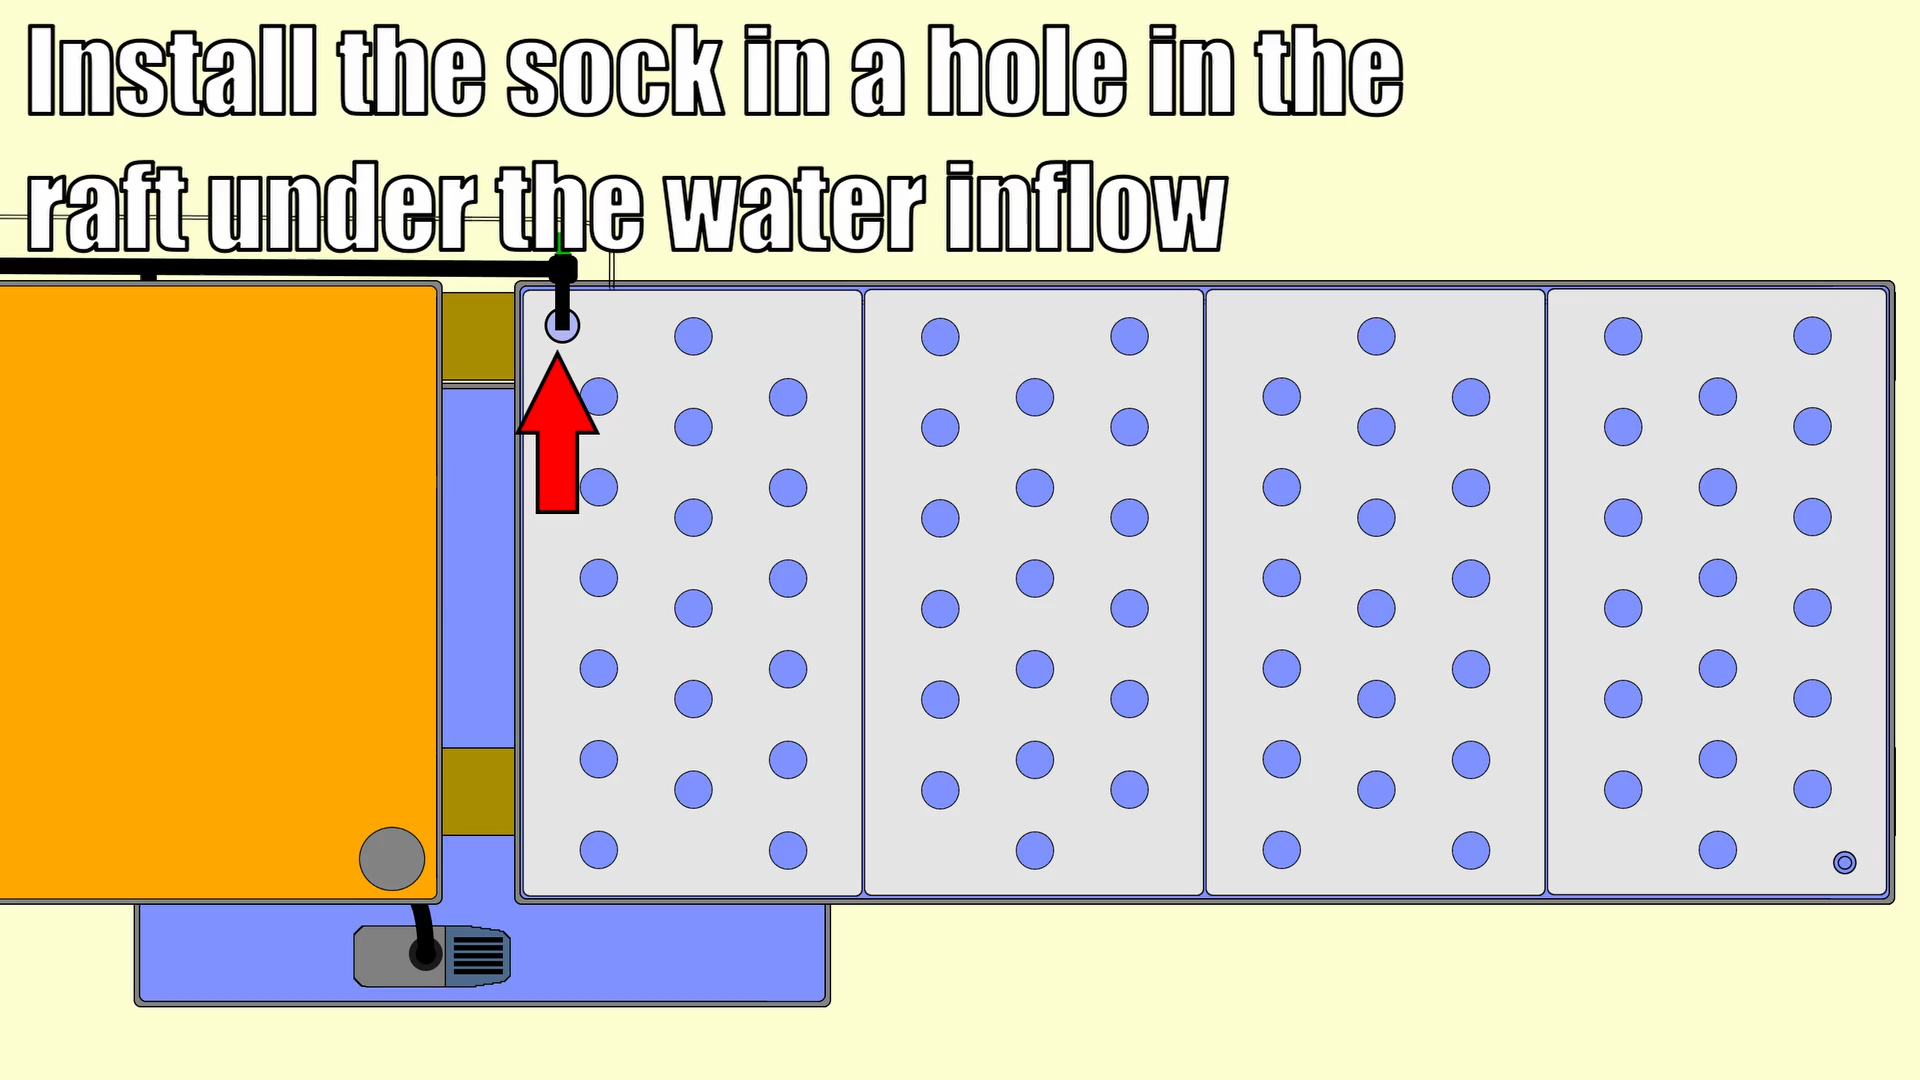 Install the sock in a hole in the
raft under the water inflow